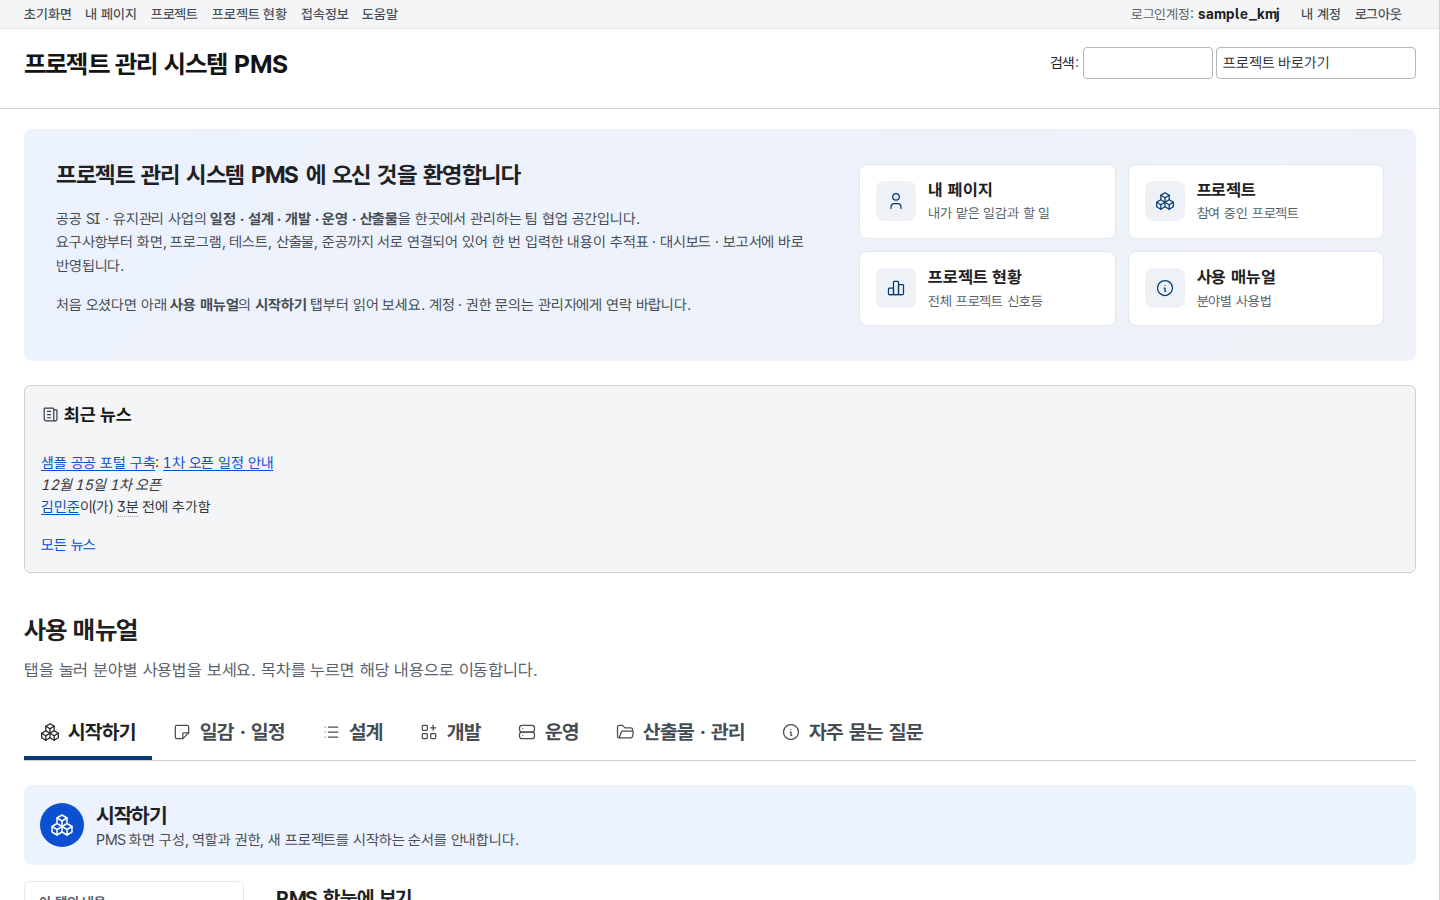 초기화면 내 페이지 프로젝트 프로젝트 현황 접속정보 도움말
로그인계정: sample_kmj 내 계정 로그아웃
프로젝트 관리 시스템 PMS
검색:
프로젝트 바로가기
프로젝트 관리 시스템 PMS 에 오신 것을 환영합니다
공공 SI · 유지관리 사업의 일정 · 설계 · 개발 · 운영 · 산출물을 한곳에서 관리하는 팀 협업 공간입니다.
요구사항부터 화면, 프로그램, 테스트, 산출물, 준공까지 서로 연결되어 있어 한 번 입력한 내용이 추적표 · 대시보드 · 보고서에 바로
반영됩니다.
처음 오셨다면 아래 사용 매뉴얼의 시작하기 탭부터 읽어 보세요. 계정 · 권한 문의는 관리자에게 연락 바랍니다.
내 페이지
내가 맡은 일감과 할 일
프로젝트
참여 중인 프로젝트
프로젝트 현황
전체 프로젝트 신호등
사용 매뉴얼
분야별 사용법
최근 뉴스
샘플 공공 포털 구축: 1차 오픈 일정 안내
12월 15일 1차 오픈
김민준이(가) 3분 전에 추가함
모든 뉴스
사용 매뉴얼
탭을 눌러 분야별 사용법을 보세요. 목차를 누르면 해당 내용으로 이동합니다.
시작하기 일감 · 일정 설계 개발 운영 산출물 · 관리 자주 묻는 질문
시작하기
PMS 화면 구성, 역할과 권한, 새 프로젝트를 시작하는 순서를 안내합니다.
PMS 한눈에 보기